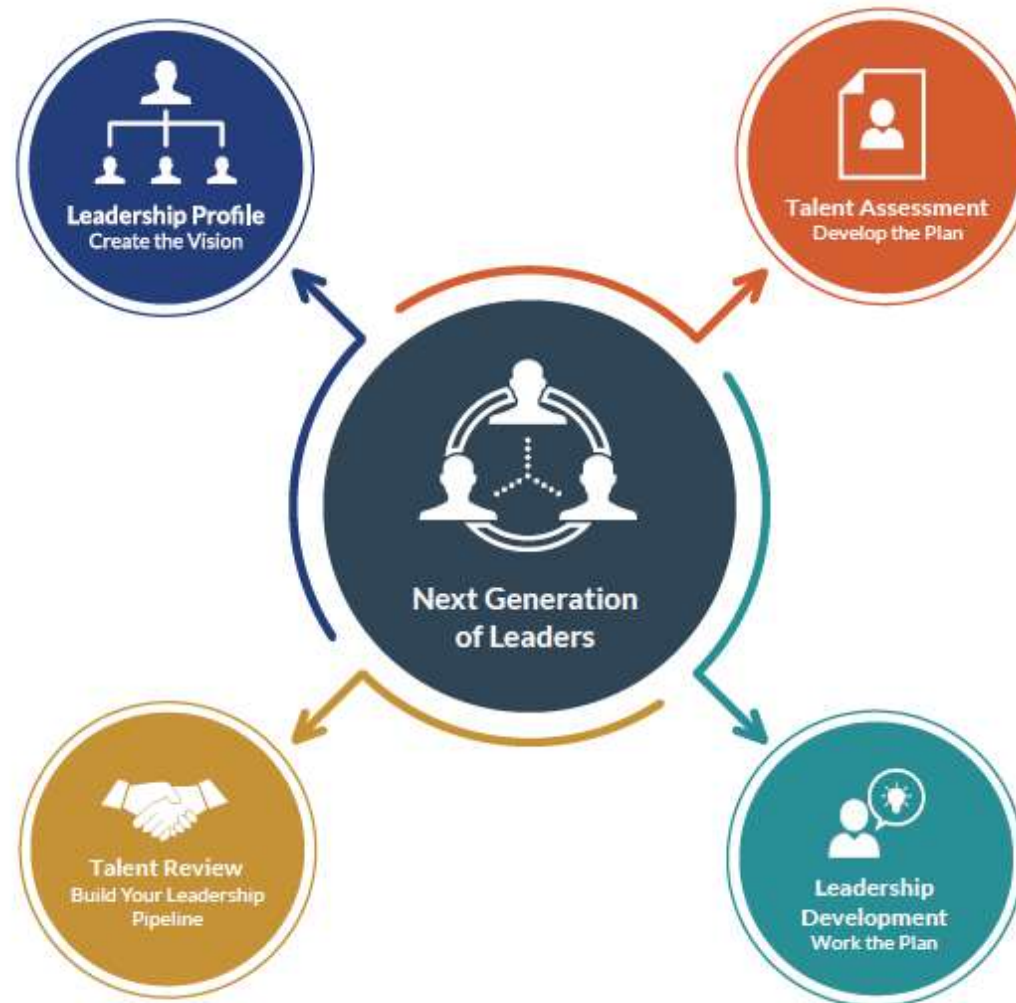 Leadership Profile
Create the Vision
Talent Assessment
Develop the Plan
Next Generation
of Leaders
Talent Review
Build Your Leadership
Pipeline
Leadership
Development
Work the Plan